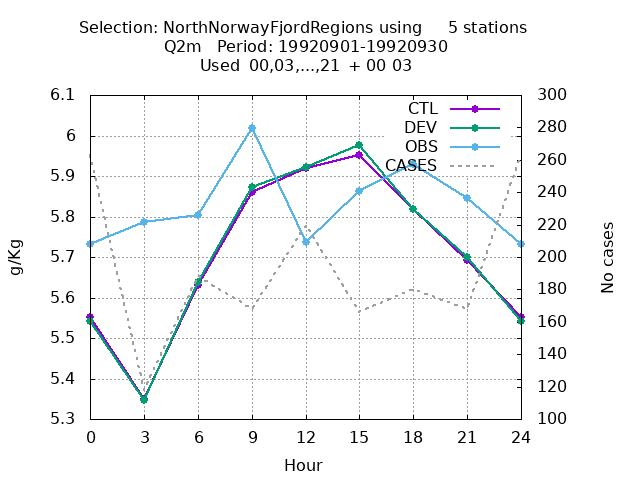 Selection: NorthNorwayFjordRegions using 5 stations
Q2m Period: 19920901-19920930
Used 00,03,...,21 + 00 03
6.1
6
5.9
5.8
5.7
5.6
5.5
5.4
5.3
g/Kg
CTL
DEV
OBS
CASES
300
280
260
240
220
200
180
160
140
120
100
No cases
0 3 6 9 12 15 18 21 24
Hour